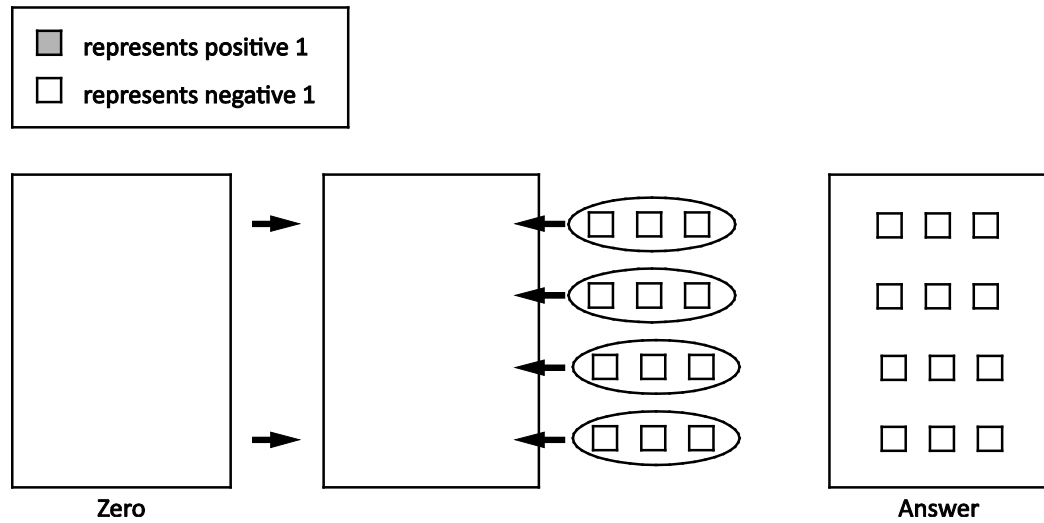 represents positive 1
represents negative 1
Zero
Answer